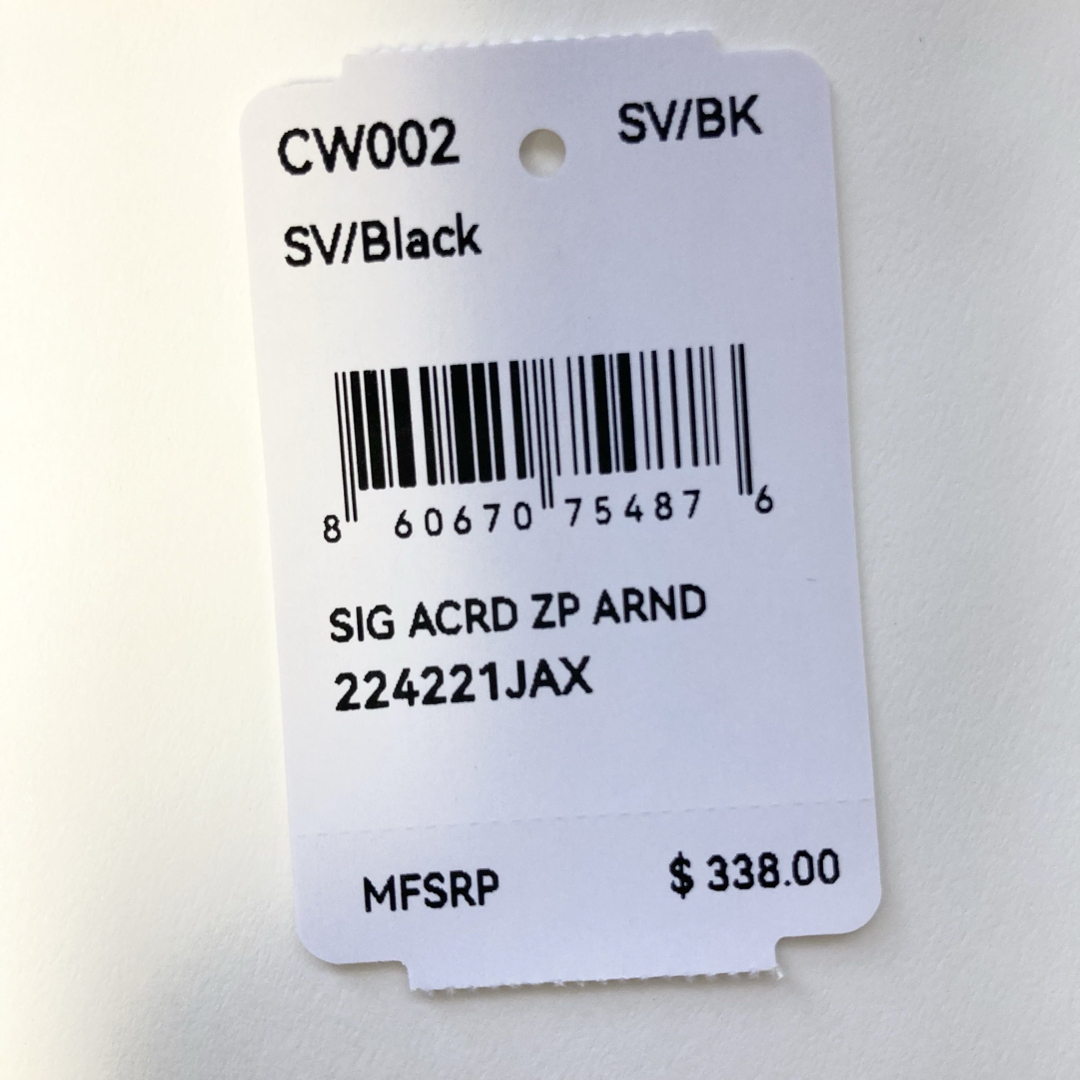 CW002 SV/BK
SV/Black
8 60670 75487 6
SIG ACRD ZP ARND
224221JAX
MFSRP $ 338.00